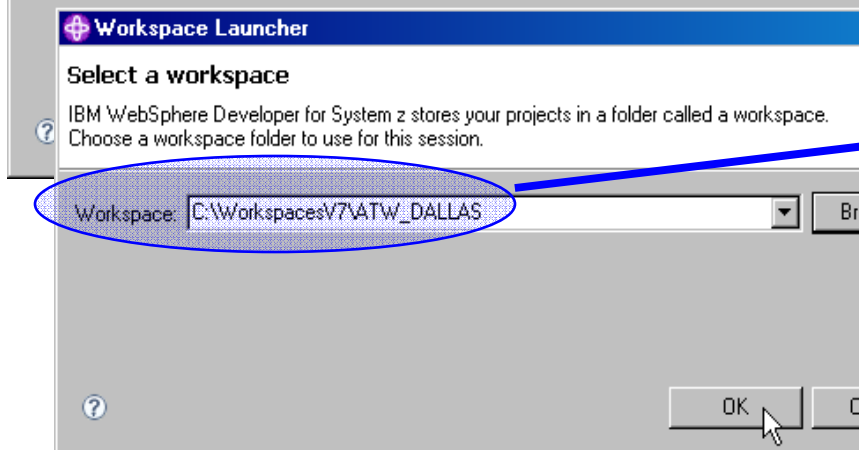 Workspace Launcher
Select a workspace
IBM WebSphere Developer for System z stores your projects in a folder called a workspace.
Choose a workspace folder to use for this session.
Workspace: C:\WorkspacesV7\ATW_DALLAS
Br
?
OK
C